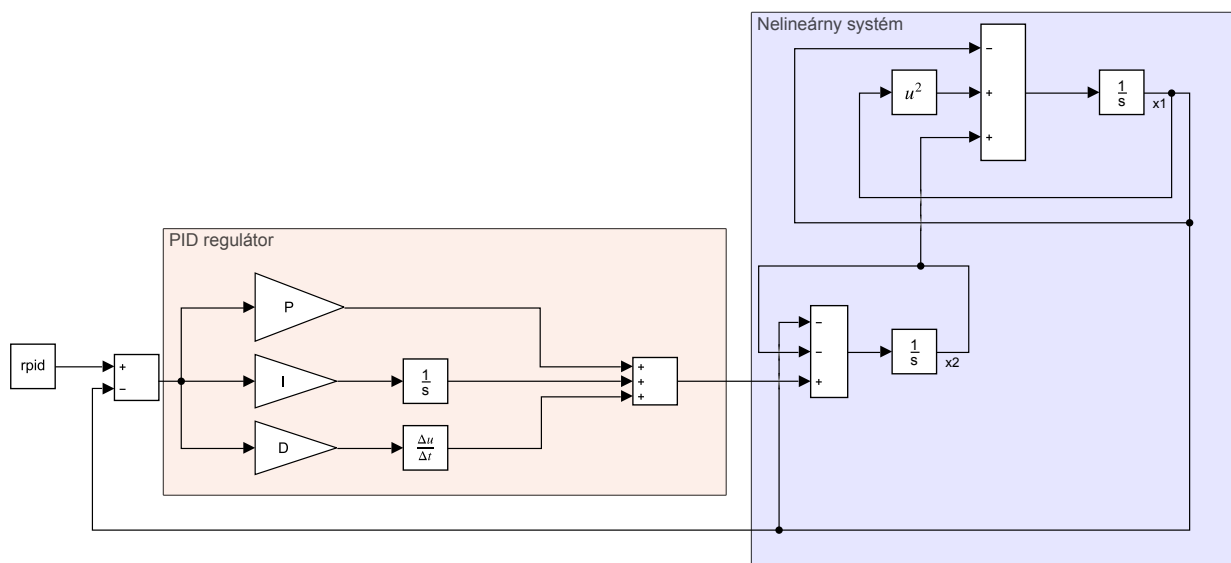 Nelineárny systém
−
u²
+
+
1/s
x1
PID regulátor
P
rpid
+
−
I
1/s
D
Δu/Δt
+
+
+
−
−
+
1/s
x2